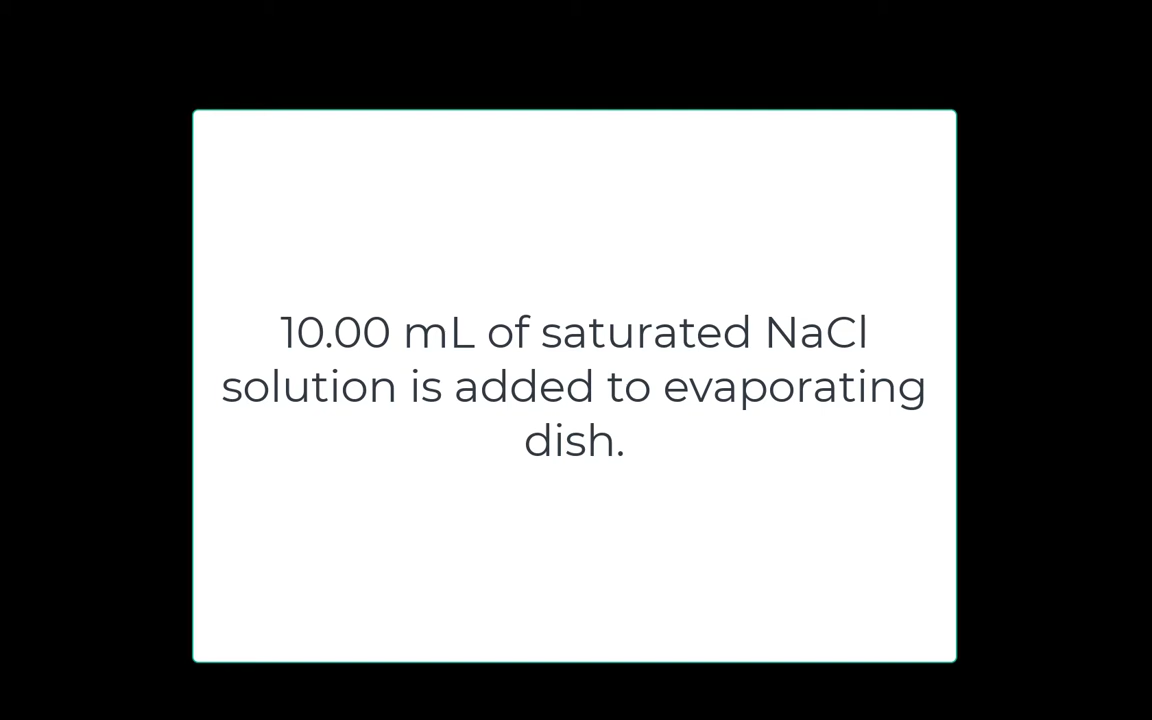 10.00 mL of saturated NaCl
solution is added to evaporating
dish.